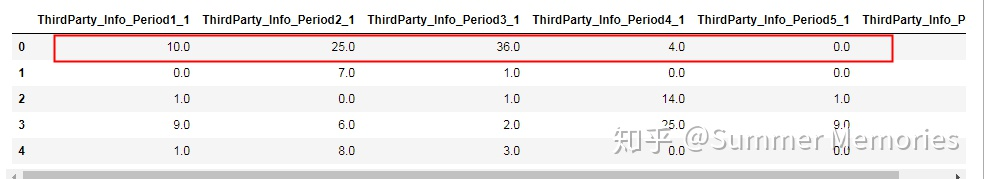 ThirdParty_Info_Period1_1 ThirdParty_Info_Period2_1 ThirdParty_Info_Period3_1 ThirdParty_Info_Period4_1 ThirdParty_Info_Period5_1 ThirdParty_Info_P
0 10.0 25.0 36.0 4.0 0.0
1 0.0 7.0 1.0 0.0 0.0
2 1.0 0.0 1.0 14.0 1.0
3 9.0 6.0 2.0 25.0 9.0
4 1.0 8.0 3.0 0.0 0.0
知乎 @Summer Memories